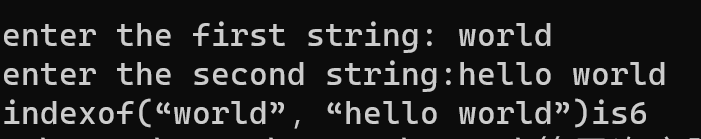 enter the first string: world
enter the second string:hello world
indexof(“world”, “hello world”)is6